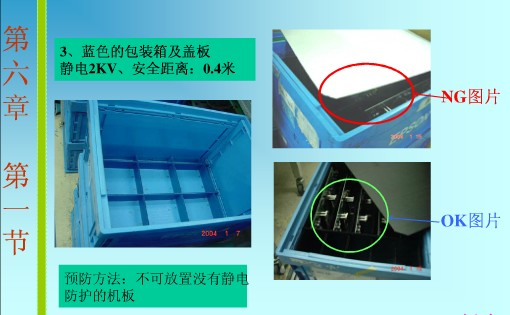 第六章 第一节
3、蓝色的包装箱及盖板
静电2KV、安全距离：0.4米
NG图片
2004 1 7
OK图片
预防方法：不可放置没有静电
防护的机板